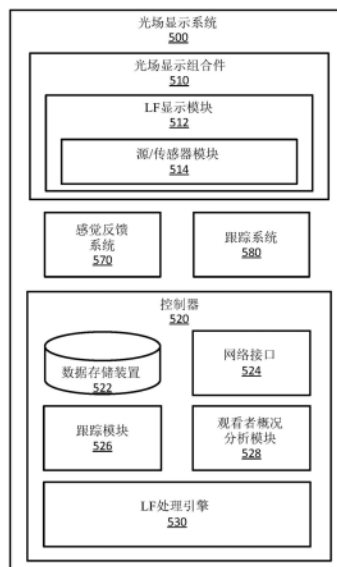 光场显示系统
500
光场显示组合件
510
LF显示模块
512
源/传感器模块
514
感觉反馈
系统
570
跟踪系统
580
控制器
520
数据存储装置
522
网络接口
524
跟踪模块
526
观看者概况
分析模块
528
LF处理引擎
530